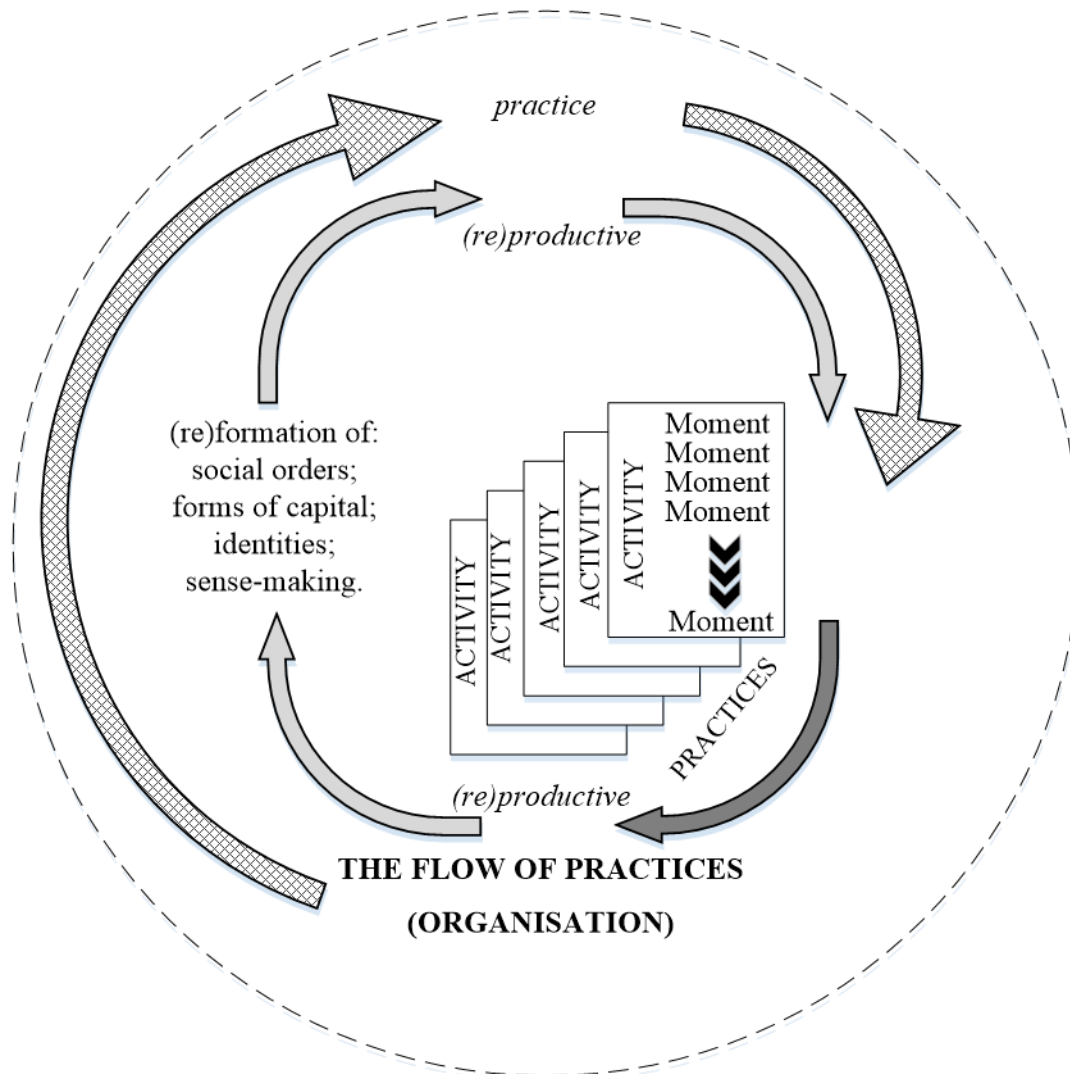 practice
(re)productive
(re)formation of:
social orders;
forms of capital;
identities;
sense-making.
ACTIVITY
ACTIVITY
ACTIVITY
ACTIVITY
ACTIVITY
Moment
Moment
Moment
Moment
Moment
PRACTICES
(re)productive
THE FLOW OF PRACTICES
(ORGANISATION)